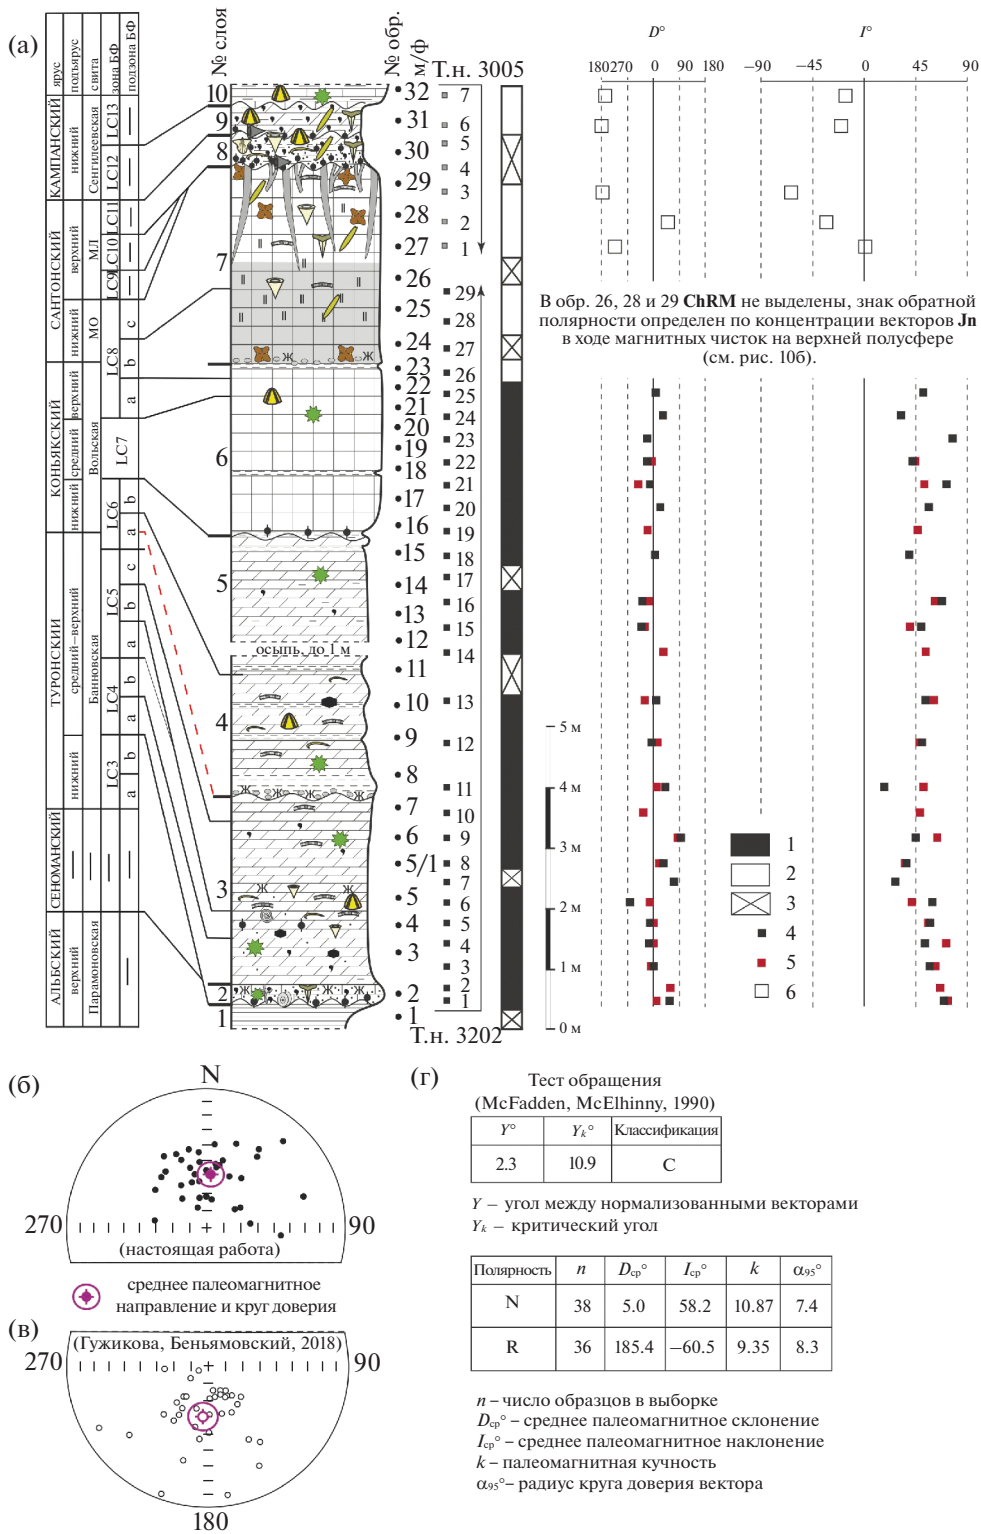 (а)
ярус
подъярус
свита
зона БФ
подзона БФ
№ слоя
№ обр.
м/ф
Т.н. 3005
D°
I°
180 270 0 90 180
−90 −45 0 45 90
КАМПАНСКИЙ
нижний
Сенгилеевская
LC13
LC12
САНТОНСКИЙ
верхний
МЛ
LC11
LC10
LC9
нижний
МО
LC8
c
b
a
КОНЬЯКСКИЙ
верхний
средний
нижний
Вольская
LC7
LC6
b
a
ТУРОНСКИЙ
средний–верхний
нижний
Банновская
LC5
c
b
a
LC4
b
a
LC3
b
a
СЕНОМАНСКИЙ
АЛЬБСКИЙ
верхний
Парамоновская
10
9
8
7
6
5
4
3
2
1
осыпь, до 1 м
32
31
30
29
28
27
26
25
24
23
22
21
20
19
18
17
16
15
14
13
12
11
10
9
8
7
6
5/1
5
4
3
2
1
7
6
5
4
3
2
1
29
28
27
26
25
24
23
22
21
20
19
18
17
16
15
14
13
12
11
10
9
8
7
6
5
4
3
2
1
Т.н. 3202
В обр. 26, 28 и 29 ChRM не выделены, знак обратной
полярности определен по концентрации векторов Jn
в ходе магнитных чисток на верхней полусфере
(см. рис. 10б).
5 м
4 м
3 м
2 м
1 м
0 м
1
2
3
4
5
6
(б)
N
270
90
(настоящая работа)
среднее палеомагнитное
направление и круг доверия
(в)
(Гужикова, Беньямовский, 2018)
270
90
180
(г)
Тест обращения
(McFadden, McElhinny, 1990)
Y° Yk° Классификация
2.3 10.9 C
Y – угол между нормализованными векторами
Yk – критический угол
Полярность n Dср° Iср° k α95°
N 38 5.0 58.2 10.87 7.4
R 36 185.4 −60.5 9.35 8.3
n – число образцов в выборке
Dср° – среднее палеомагнитное склонение
Iср° – среднее палеомагнитное наклонение
k – палеомагнитная кучность
α95°– радиус круга доверия вектора